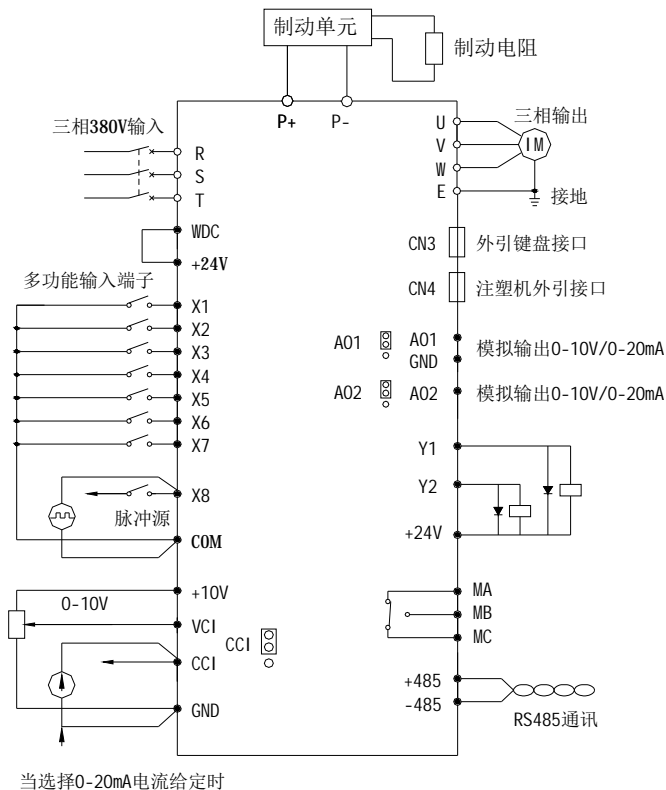 制动单元
制动电阻
P+ P-
三相380V输入
R
S
T
三相输出
U
V
W
E
IM
接地
WDC
+24V
CN3 外引键盘接口
CN4 注塑机外引接口
多功能输入端子
X1
X2
X3
X4
X5
X6
X7
X8
脉冲源
COM
A01 A01 模拟输出0-10V/0-20mA
GND
A02 A02 模拟输出0-10V/0-20mA
Y1
Y2
+24V
+10V
0-10V
VCI
CCI
CCI
GND
MA
MB
MC
+485
-485
RS485通讯
当选择0-20mA电流给定时